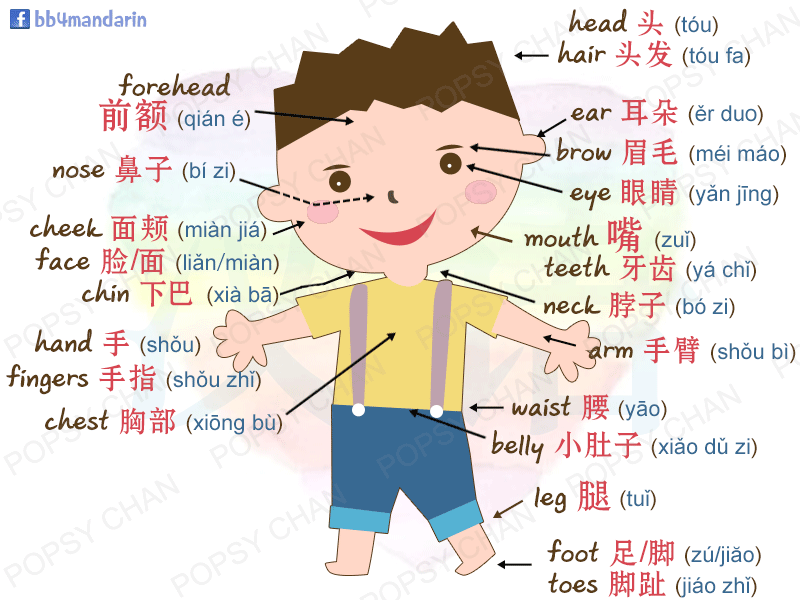 bb4mandarin
head 头 (tóu)
hair 头发 (tóu fa)
forehead
前额 (qián é)
ear 耳朵 (ěr duo)
brow 眉毛 (méi máo)
nose 鼻子 (bí zi)
eye 眼睛 (yǎn jīng)
cheek 面颊 (miàn jiá)
mouth 嘴 (zuǐ)
face 脸/面 (liǎn/miàn)
teeth 牙齿 (yá chǐ)
chin 下巴 (xià bā)
neck 脖子 (bó zi)
hand 手 (shǒu)
arm 手臂 (shǒu bì)
fingers 手指 (shǒu zhǐ)
chest 胸部 (xiōng bù)
waist 腰 (yāo)
belly 小肚子 (xiǎo dǔ zi)
leg 腿 (tuǐ)
foot 足/脚 (zú/jiǎo)
toes 脚趾 (jiáo zhǐ)
POPSY CHAN